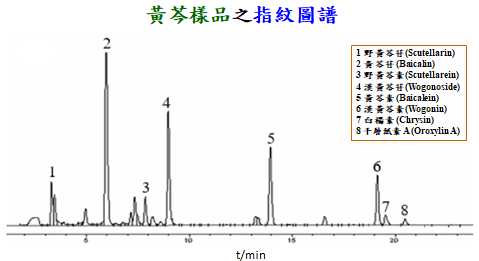 黃芩樣品之指紋圖譜
1 野黃芩苷(Scutellarin)
2 黃芩苷(Baicalin)
3 野黃芩素(Scutellarein)
4 漢黃芩苷(Wogonoside)
5 黃芩素(Baicalein)
6 漢黃芩素(Wogonin)
7 白楊素(Chrysin)
8 千層紙素A(OroxylinA)
2
4
5
1
3
6
7
8
5 10 15 20
t/min